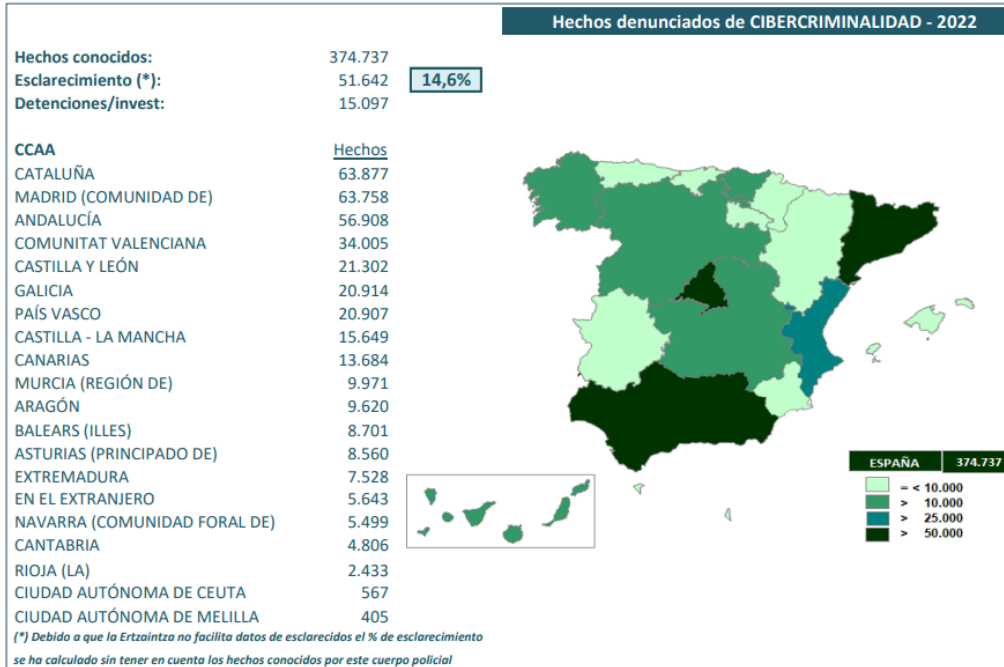 Hechos denunciados de CIBERCRIMINALIDAD - 2022
Hechos conocidos: 374.737
Esclarecimiento (*): 51.642 14,6%
Detenciones/invest: 15.097
CCAA Hechos
CATALUÑA 63.877
MADRID (COMUNIDAD DE) 63.758
ANDALUCÍA 56.908
COMUNITAT VALENCIANA 34.005
CASTILLA Y LEÓN 21.302
GALICIA 20.914
PAÍS VASCO 20.907
CASTILLA - LA MANCHA 15.649
CANARIAS 13.684
MURCIA (REGIÓN DE) 9.971
ARAGÓN 9.620
BALEARS (ILLES) 8.701
ASTURIAS (PRINCIPADO DE) 8.560
EXTREMADURA 7.528
EN EL EXTRANJERO 5.643
NAVARRA (COMUNIDAD FORAL DE) 5.499
CANTABRIA 4.806
RIOJA (LA) 2.433
CIUDAD AUTÓNOMA DE CEUTA 567
CIUDAD AUTÓNOMA DE MELILLA 405
(*) Debido a que la Ertzaintza no facilita datos de esclarecidos el % de esclarecimiento
se ha calculado sin tener en cuenta los hechos conocidos por este cuerpo policial
ESPAÑA 374.737
= < 10.000
> 10.000
> 25.000
> 50.000